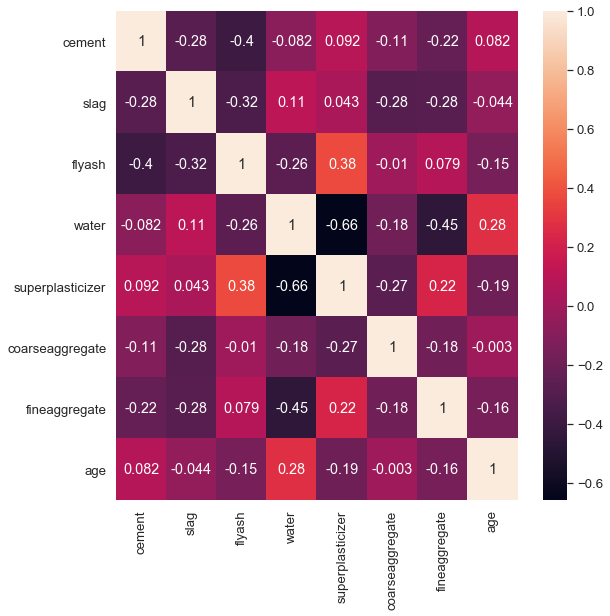 cement 1 -0.28 -0.4 -0.082 0.092 -0.11 -0.22 0.082
slag -0.28 1 -0.32 0.11 0.043 -0.28 -0.28 -0.044
flyash -0.4 -0.32 1 -0.26 0.38 -0.01 0.079 -0.15
water -0.082 0.11 -0.26 1 -0.66 -0.18 -0.45 0.28
superplasticizer 0.092 0.043 0.38 -0.66 1 -0.27 0.22 -0.19
coarseaggregate -0.11 -0.28 -0.01 -0.18 -0.27 1 -0.18 -0.003
fineaggregate -0.22 -0.28 0.079 -0.45 0.22 -0.18 1 -0.16
age 0.082 -0.044 -0.15 0.28 -0.19 -0.003 -0.16 1
cement
slag
flyash
water
superplasticizer
coarseaggregate
fineaggregate
age
1.0
0.8
0.6
0.4
0.2
0.0
−0.2
−0.4
−0.6